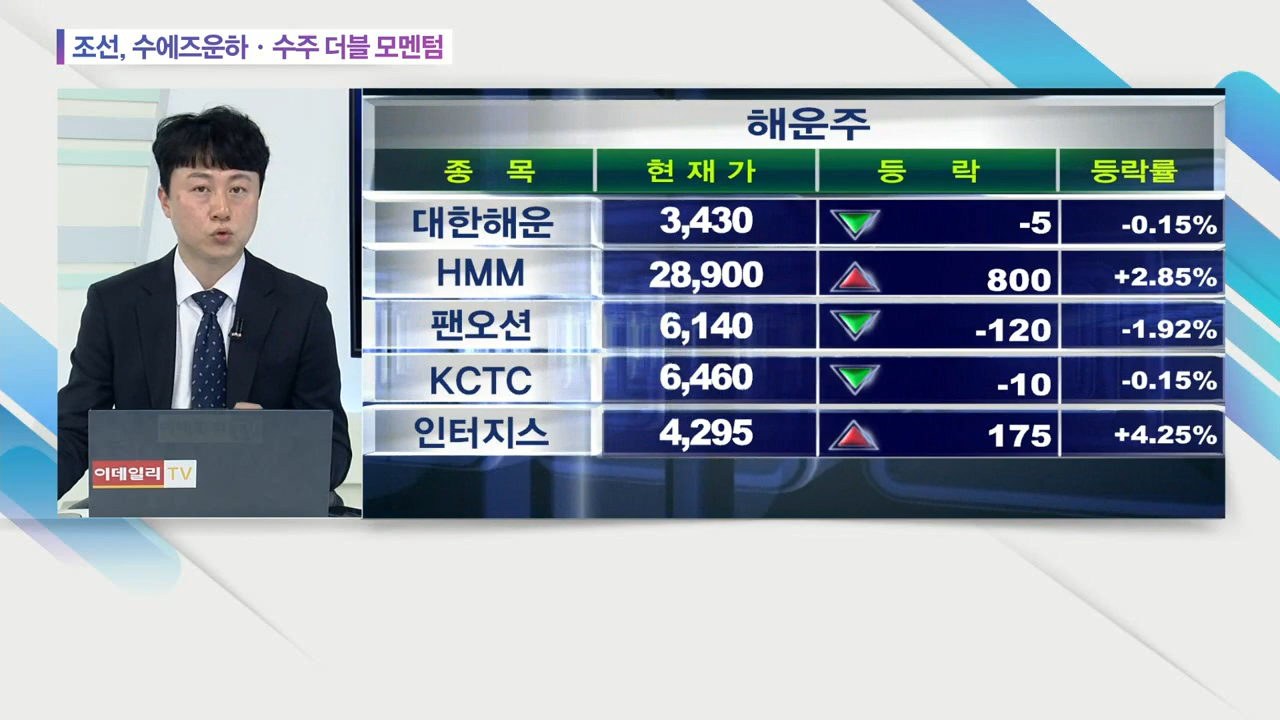 조선, 수에즈운하 · 수주 더블 모멘텀
해운주
종 목 현재가 등 락 등락률
대한해운 3,430 -5 -0.15%
HMM 28,900 800 +2.85%
팬오션 6,140 -120 -1.92%
KCTC 6,460 -10 -0.15%
인터지스 4,295 175 +4.25%
이데일리 TV